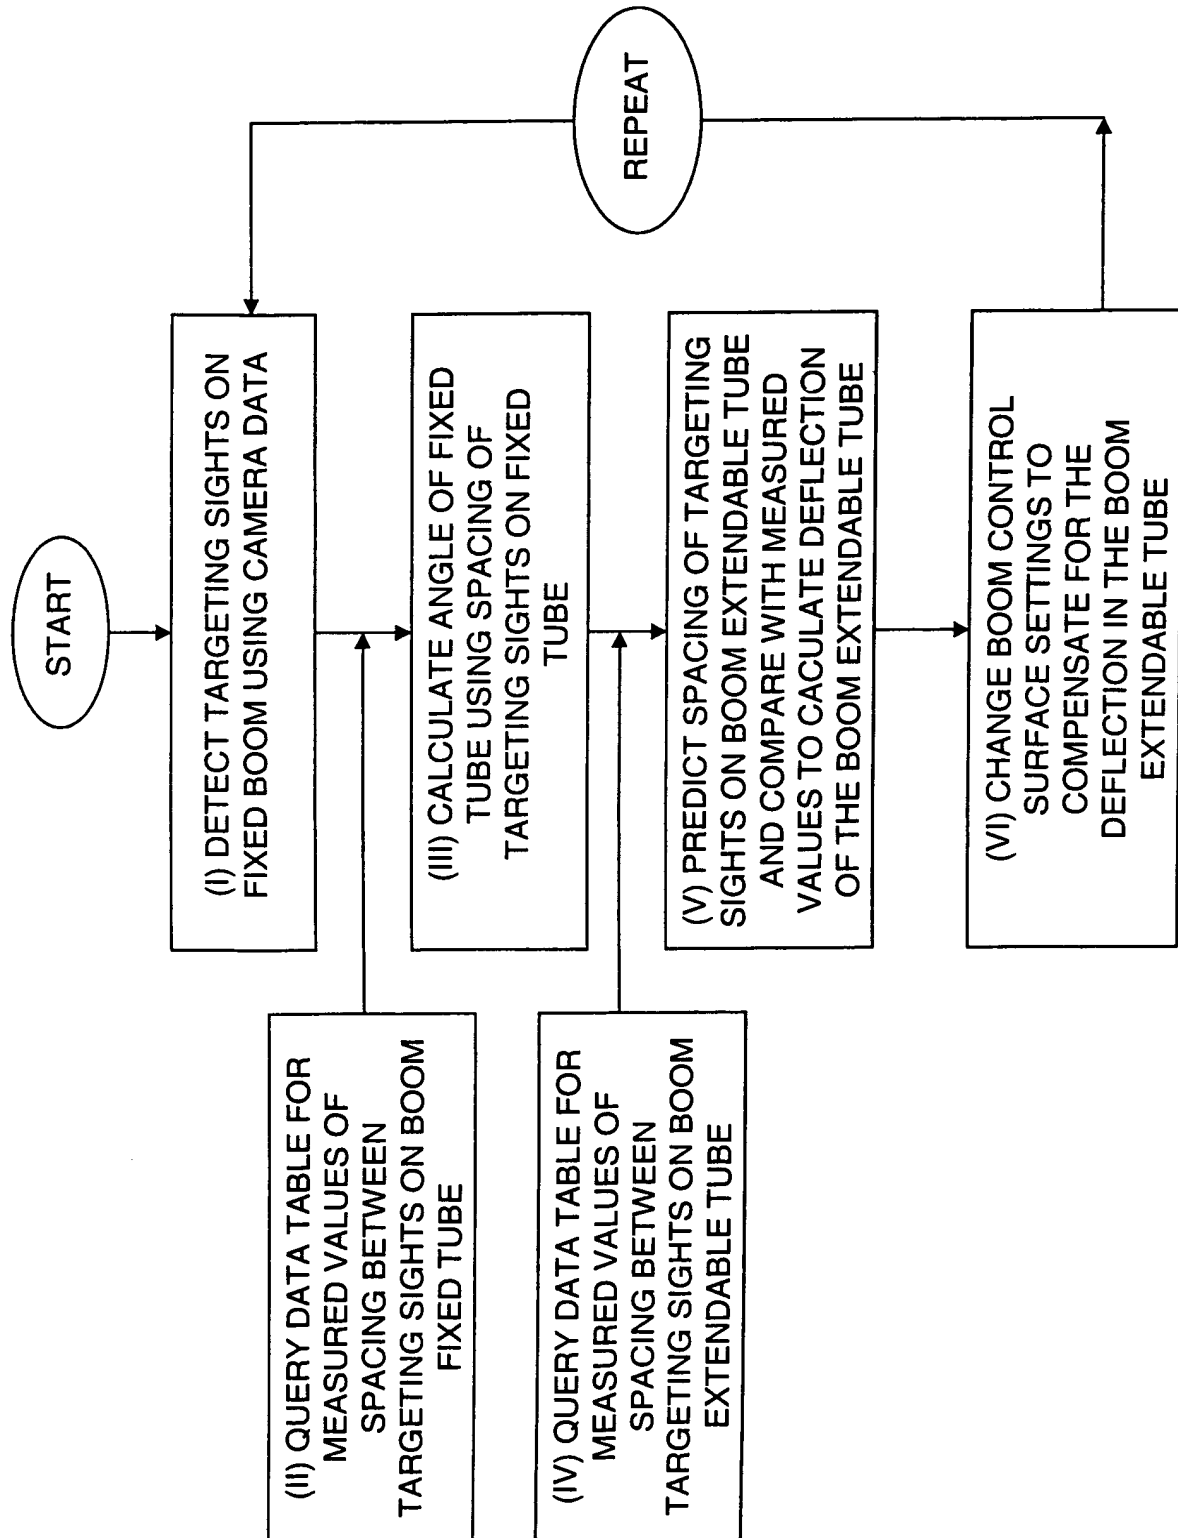 START
(I) DETECT TARGETING SIGHTS ON
FIXED BOOM USING CAMERA DATA
(II) QUERY DATA TABLE FOR
MEASURED VALUES OF
SPACING BETWEEN
TARGETING SIGHTS ON BOOM
FIXED TUBE
(III) CALCULATE ANGLE OF FIXED
TUBE USING SPACING OF
TARGETING SIGHTS ON FIXED
TUBE
(IV) QUERY DATA TABLE FOR
MEASURED VALUES OF
SPACING BETWEEN
TARGETING SIGHTS ON BOOM
EXTENDABLE TUBE
(V) PREDICT SPACING OF TARGETING
SIGHTS ON BOOM EXTENDABLE TUBE
AND COMPARE WITH MEASURED
VALUES TO CACULATE DEFLECTION
OF THE BOOM EXTENDABLE TUBE
(VI) CHANGE BOOM CONTROL
SURFACE SETTINGS TO
COMPENSATE FOR THE
DEFLECTION IN THE BOOM
EXTENDABLE TUBE
REPEAT